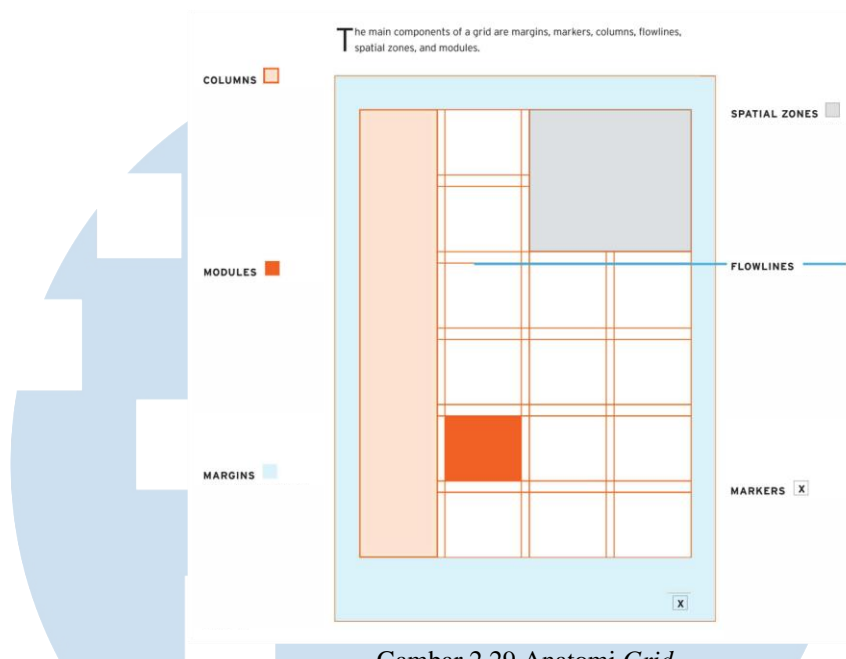 The main components of a grid are margins, markers, columns, flowlines,
spatial zones, and modules.
COLUMNS
SPATIAL ZONES
MODULES
FLOWLINES
MARGINS
MARKERS X
X
Gambar 2.29 Anatomi Grid